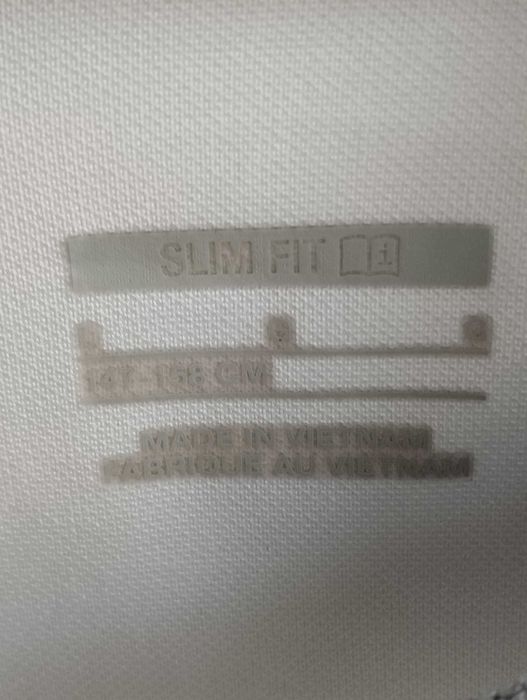 SLIM FIT
147-158 CM
MADE IN VIETNAM
FABRIQUE AU VIETNAM